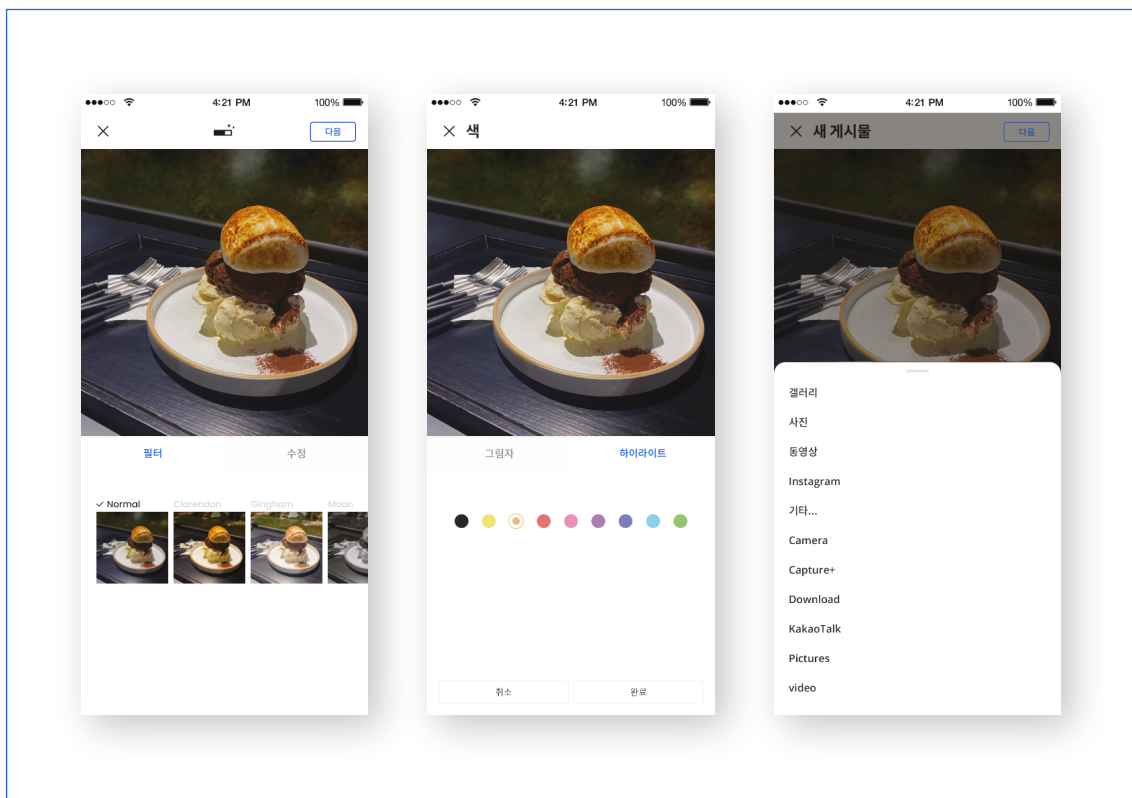 4:21 PM
100%
다음
필터
수정
Normal
Clarendon
Gingham
Moon
4:21 PM
100%
색
그림자
하이라이트
취소
완료
4:21 PM
100%
새 게시물
다음
갤러리
사진
동영상
Instagram
기타...
Camera
Capture+
Download
KakaoTalk
Pictures
video